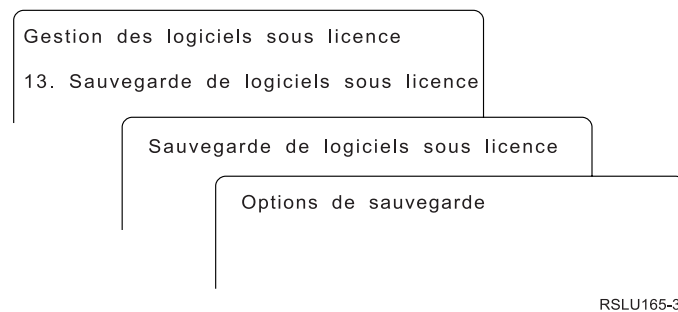 Gestion des logiciels sous licence
13. Sauvegarde de logiciels sous licence
Sauvegarde de logiciels sous licence
Options de sauvegarde
RSLU165-3